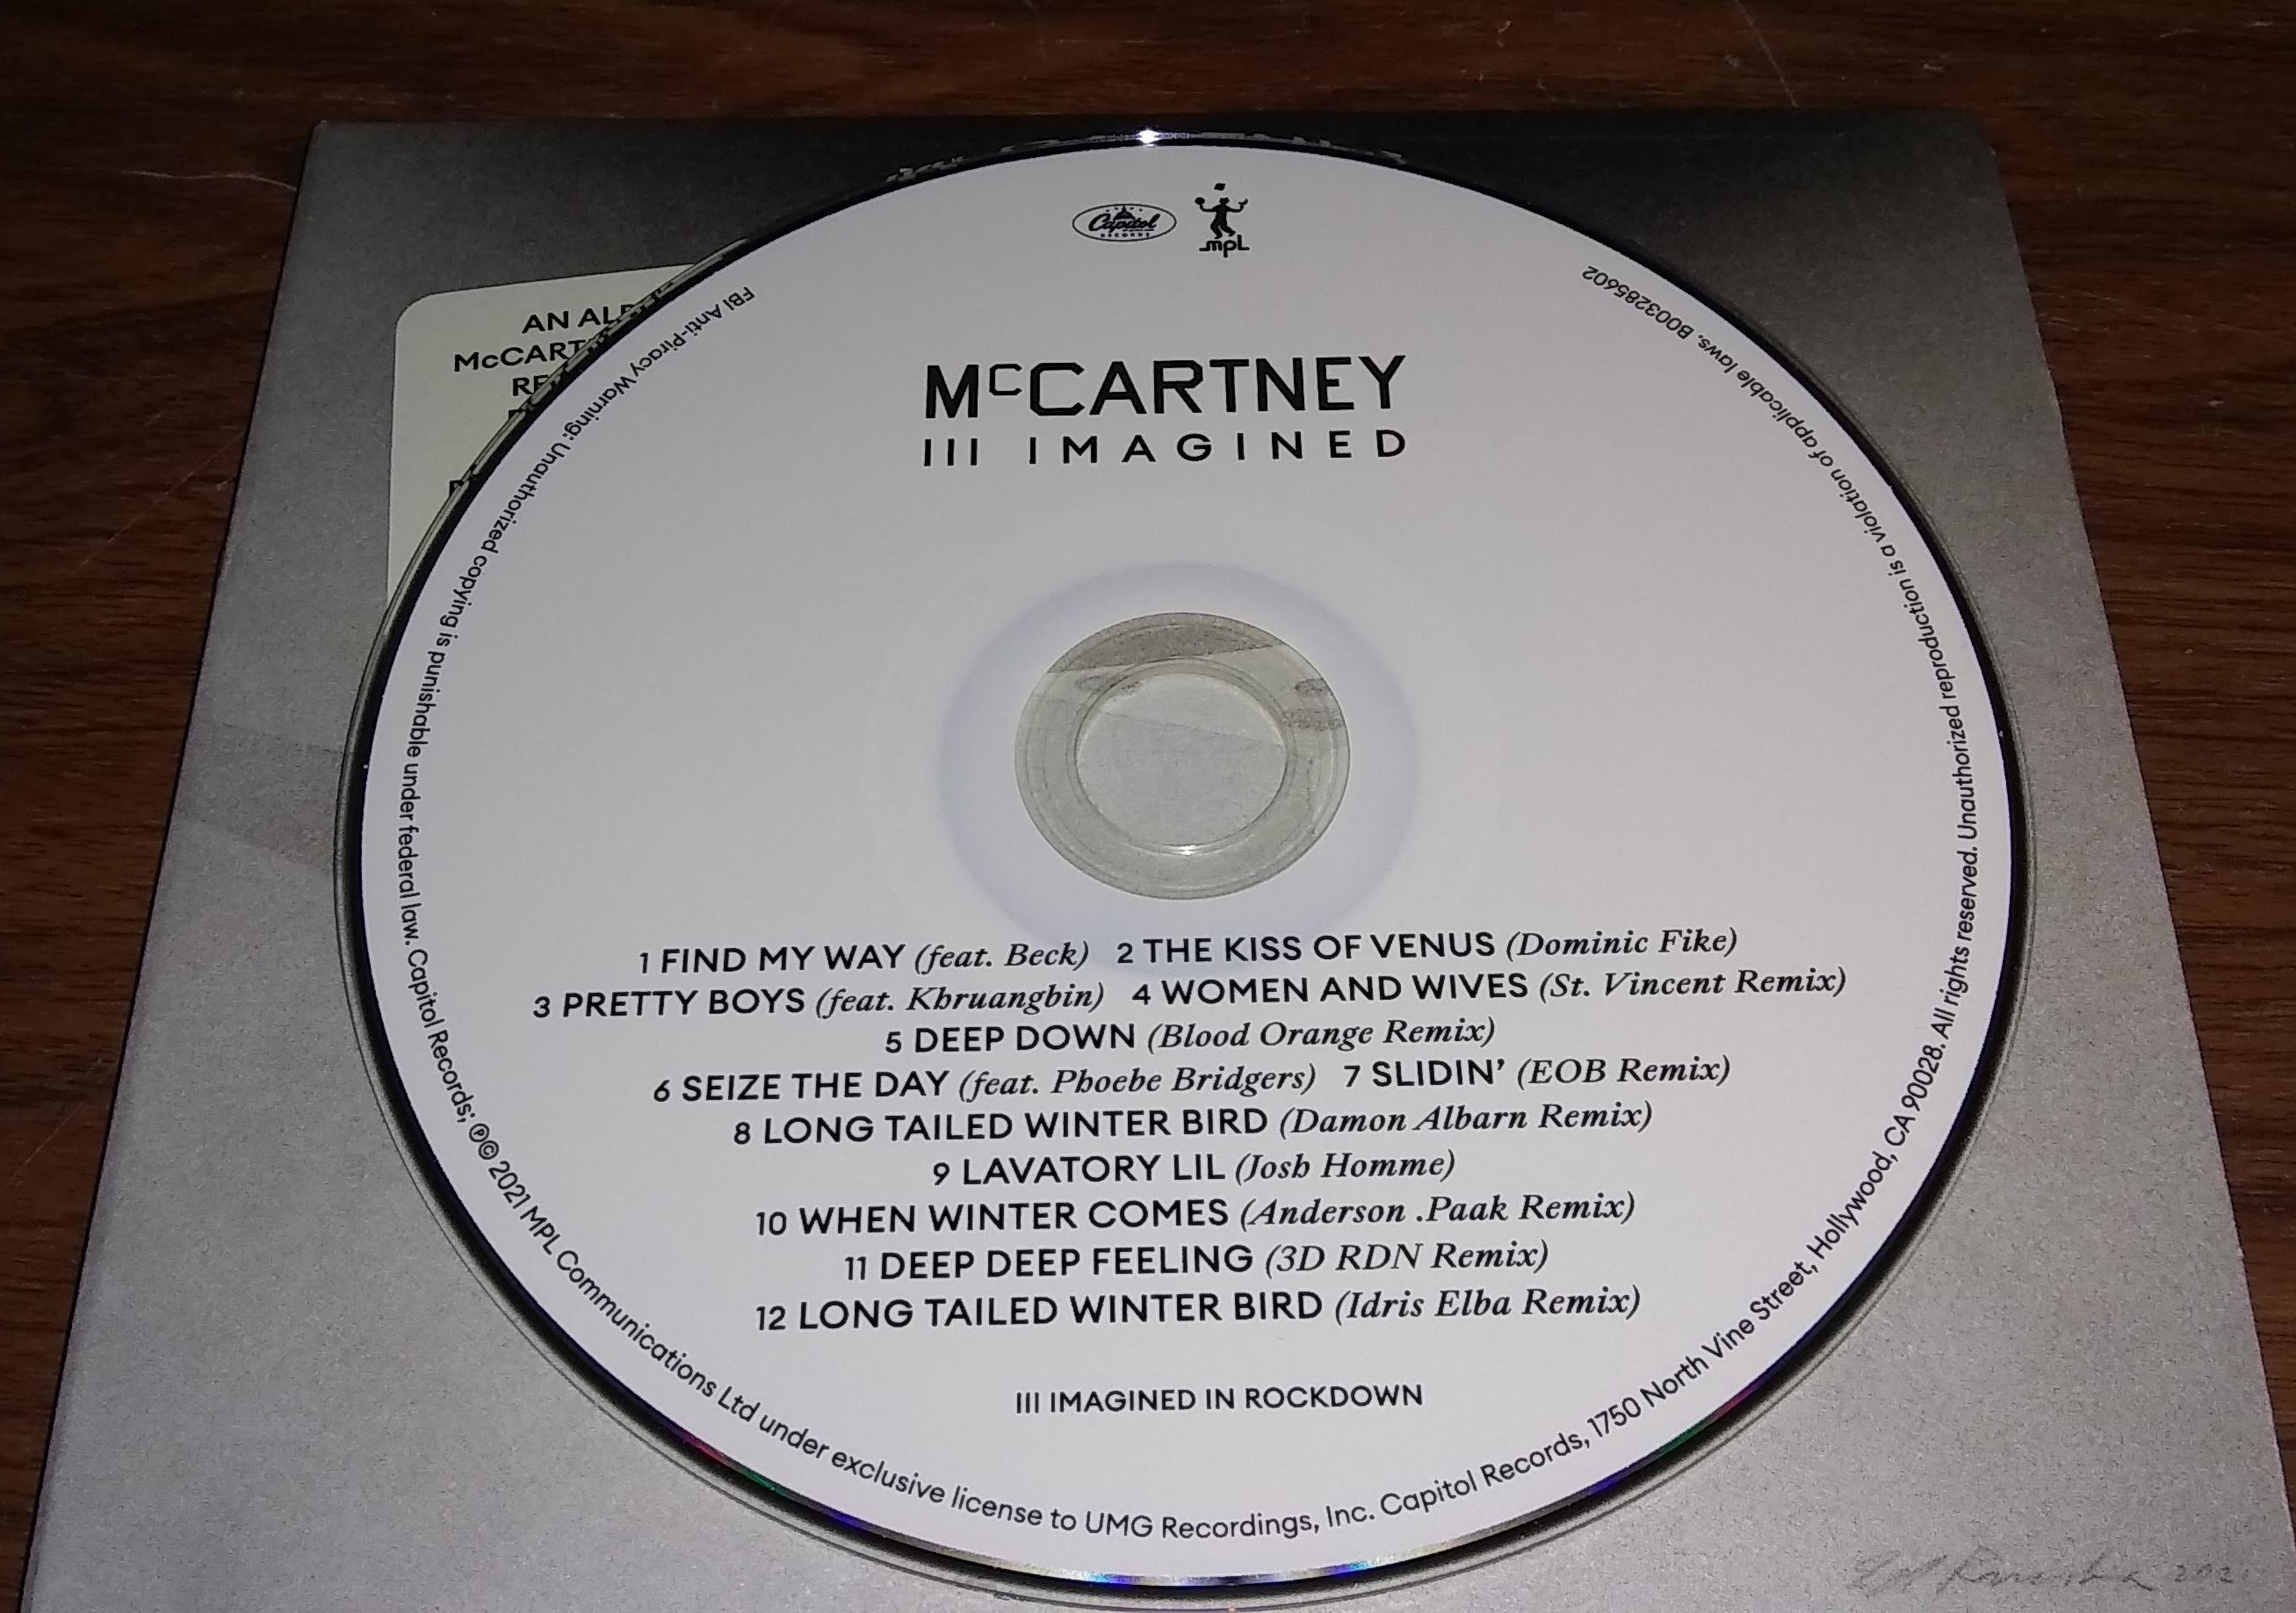 Capitol
RECORDS
MPL
AN
McCART
McCARTNEY
III IMAGINED
1 FIND MY WAY (feat. Beck) 2 THE KISS OF VENUS (Dominic Fike)
3 PRETTY BOYS (feat. Khruangbin) 4 WOMEN AND WIVES (St. Vincent Remix)
5 DEEP DOWN (Blood Orange Remix)
6 SEIZE THE DAY (feat. Phoebe Bridgers) 7 SLIDIN’ (EOB Remix)
8 LONG TAILED WINTER BIRD (Damon Albarn Remix)
9 LAVATORY LIL (Josh Homme)
10 WHEN WINTER COMES (Anderson .Paak Remix)
11 DEEP DEEP FEELING (3D RDN Remix)
12 LONG TAILED WINTER BIRD (Idris Elba Remix)
III IMAGINED IN ROCKDOWN
FBI Anti-Piracy Warning: Unauthorized copying is punishable under federal law. Capitol Records; ℗© 2021 MPL Communications Ltd under exclusive license to UMG Recordings, Inc. Capitol Records, 1750 North Vine Street, Hollywood, CA 90028. All rights reserved. Unauthorized reproduction is a violation of applicable laws. B003285602